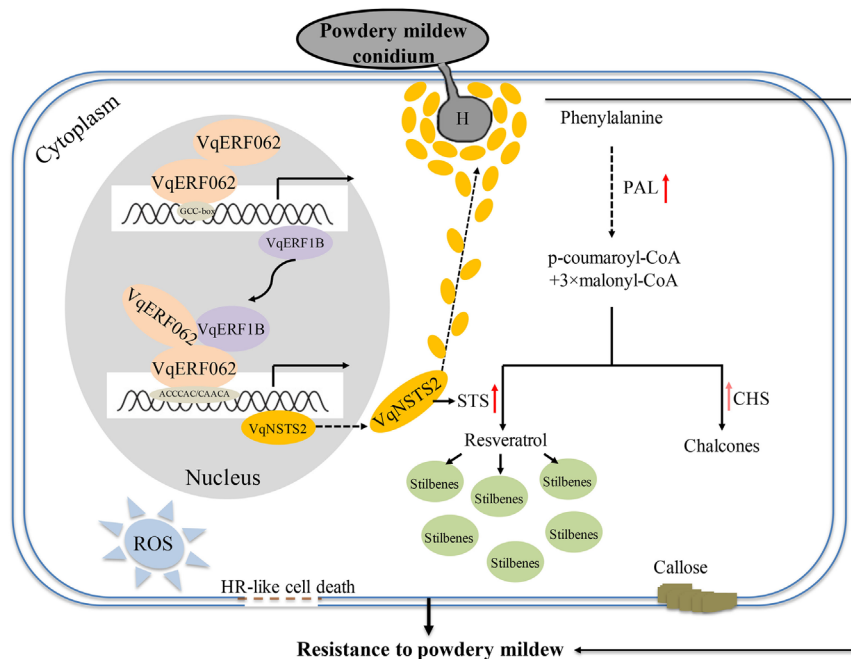 Powdery mildew
conidium
Cytoplasm
H
Phenylalanine
VqERF062
VqERF062
GCC-box
VqERF1B
PAL
p-coumaroyl-CoA
+3×malonyl-CoA
VqERF062
VqERF1B
VqERF062
ACCCAC/CAACA
VqNSTS2
VqNSTS2
STS
CHS
Resveratrol
Chalcones
Nucleus
Stilbenes
Stilbenes
Stilbenes
Stilbenes
Stilbenes
Stilbenes
ROS
HR-like cell death
Callose
Resistance to powdery mildew